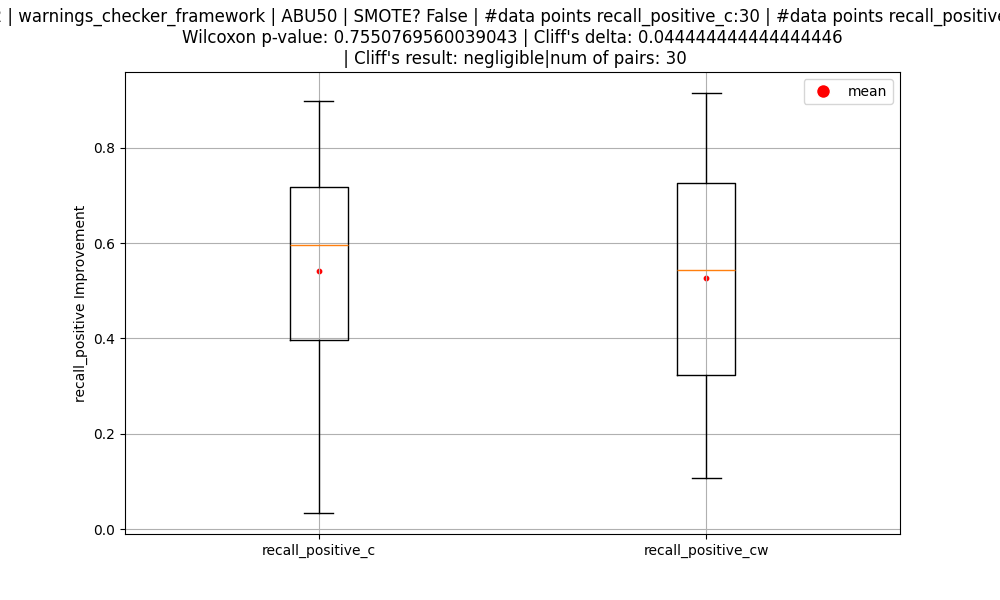 | warnings_checker_framework | ABU50 | SMOTE? False | #data points recall_positive_c:30 | #data points
Wilcoxon p-value: 0.7550769560039043 | Cliff's delta: 0.044444444444444446
| Cliff's result: negligible|num of pairs: 30
mean
0.8
0.6
0.4
0.2
0.0
recall_positive Improvement
recall_positive_c
recall_positive_cw